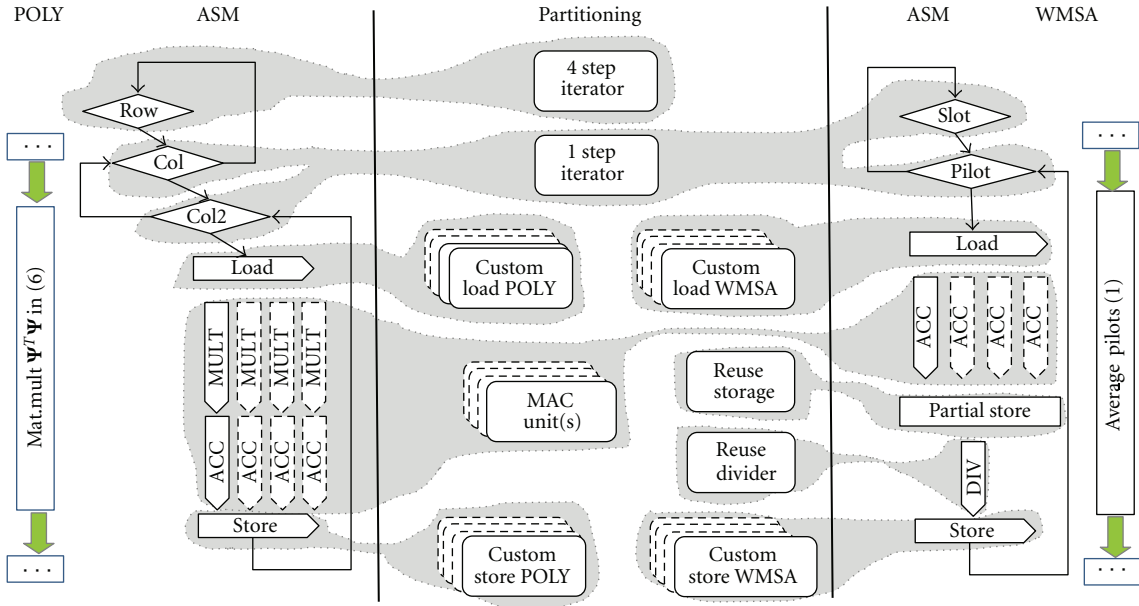 POLY
ASM
Partitioning
ASM
WMSA
4 step
iterator
Row
Slot
. . .
. . .
Col
1 step
iterator
Pilot
Col2
Load
Custom
load POLY
Custom
load WMSA
Load
Mat.mult Ψ^TΨ in (6)
MULT
MULT
MULT
MULT
ACC
ACC
ACC
ACC
MAC
unit(s)
Reuse
storage
Reuse
divider
ACC
ACC
ACC
ACC
Partial store
DIV
Average pilots (1)
Store
Custom
store POLY
Custom
store WMSA
Store
. . .
. . .